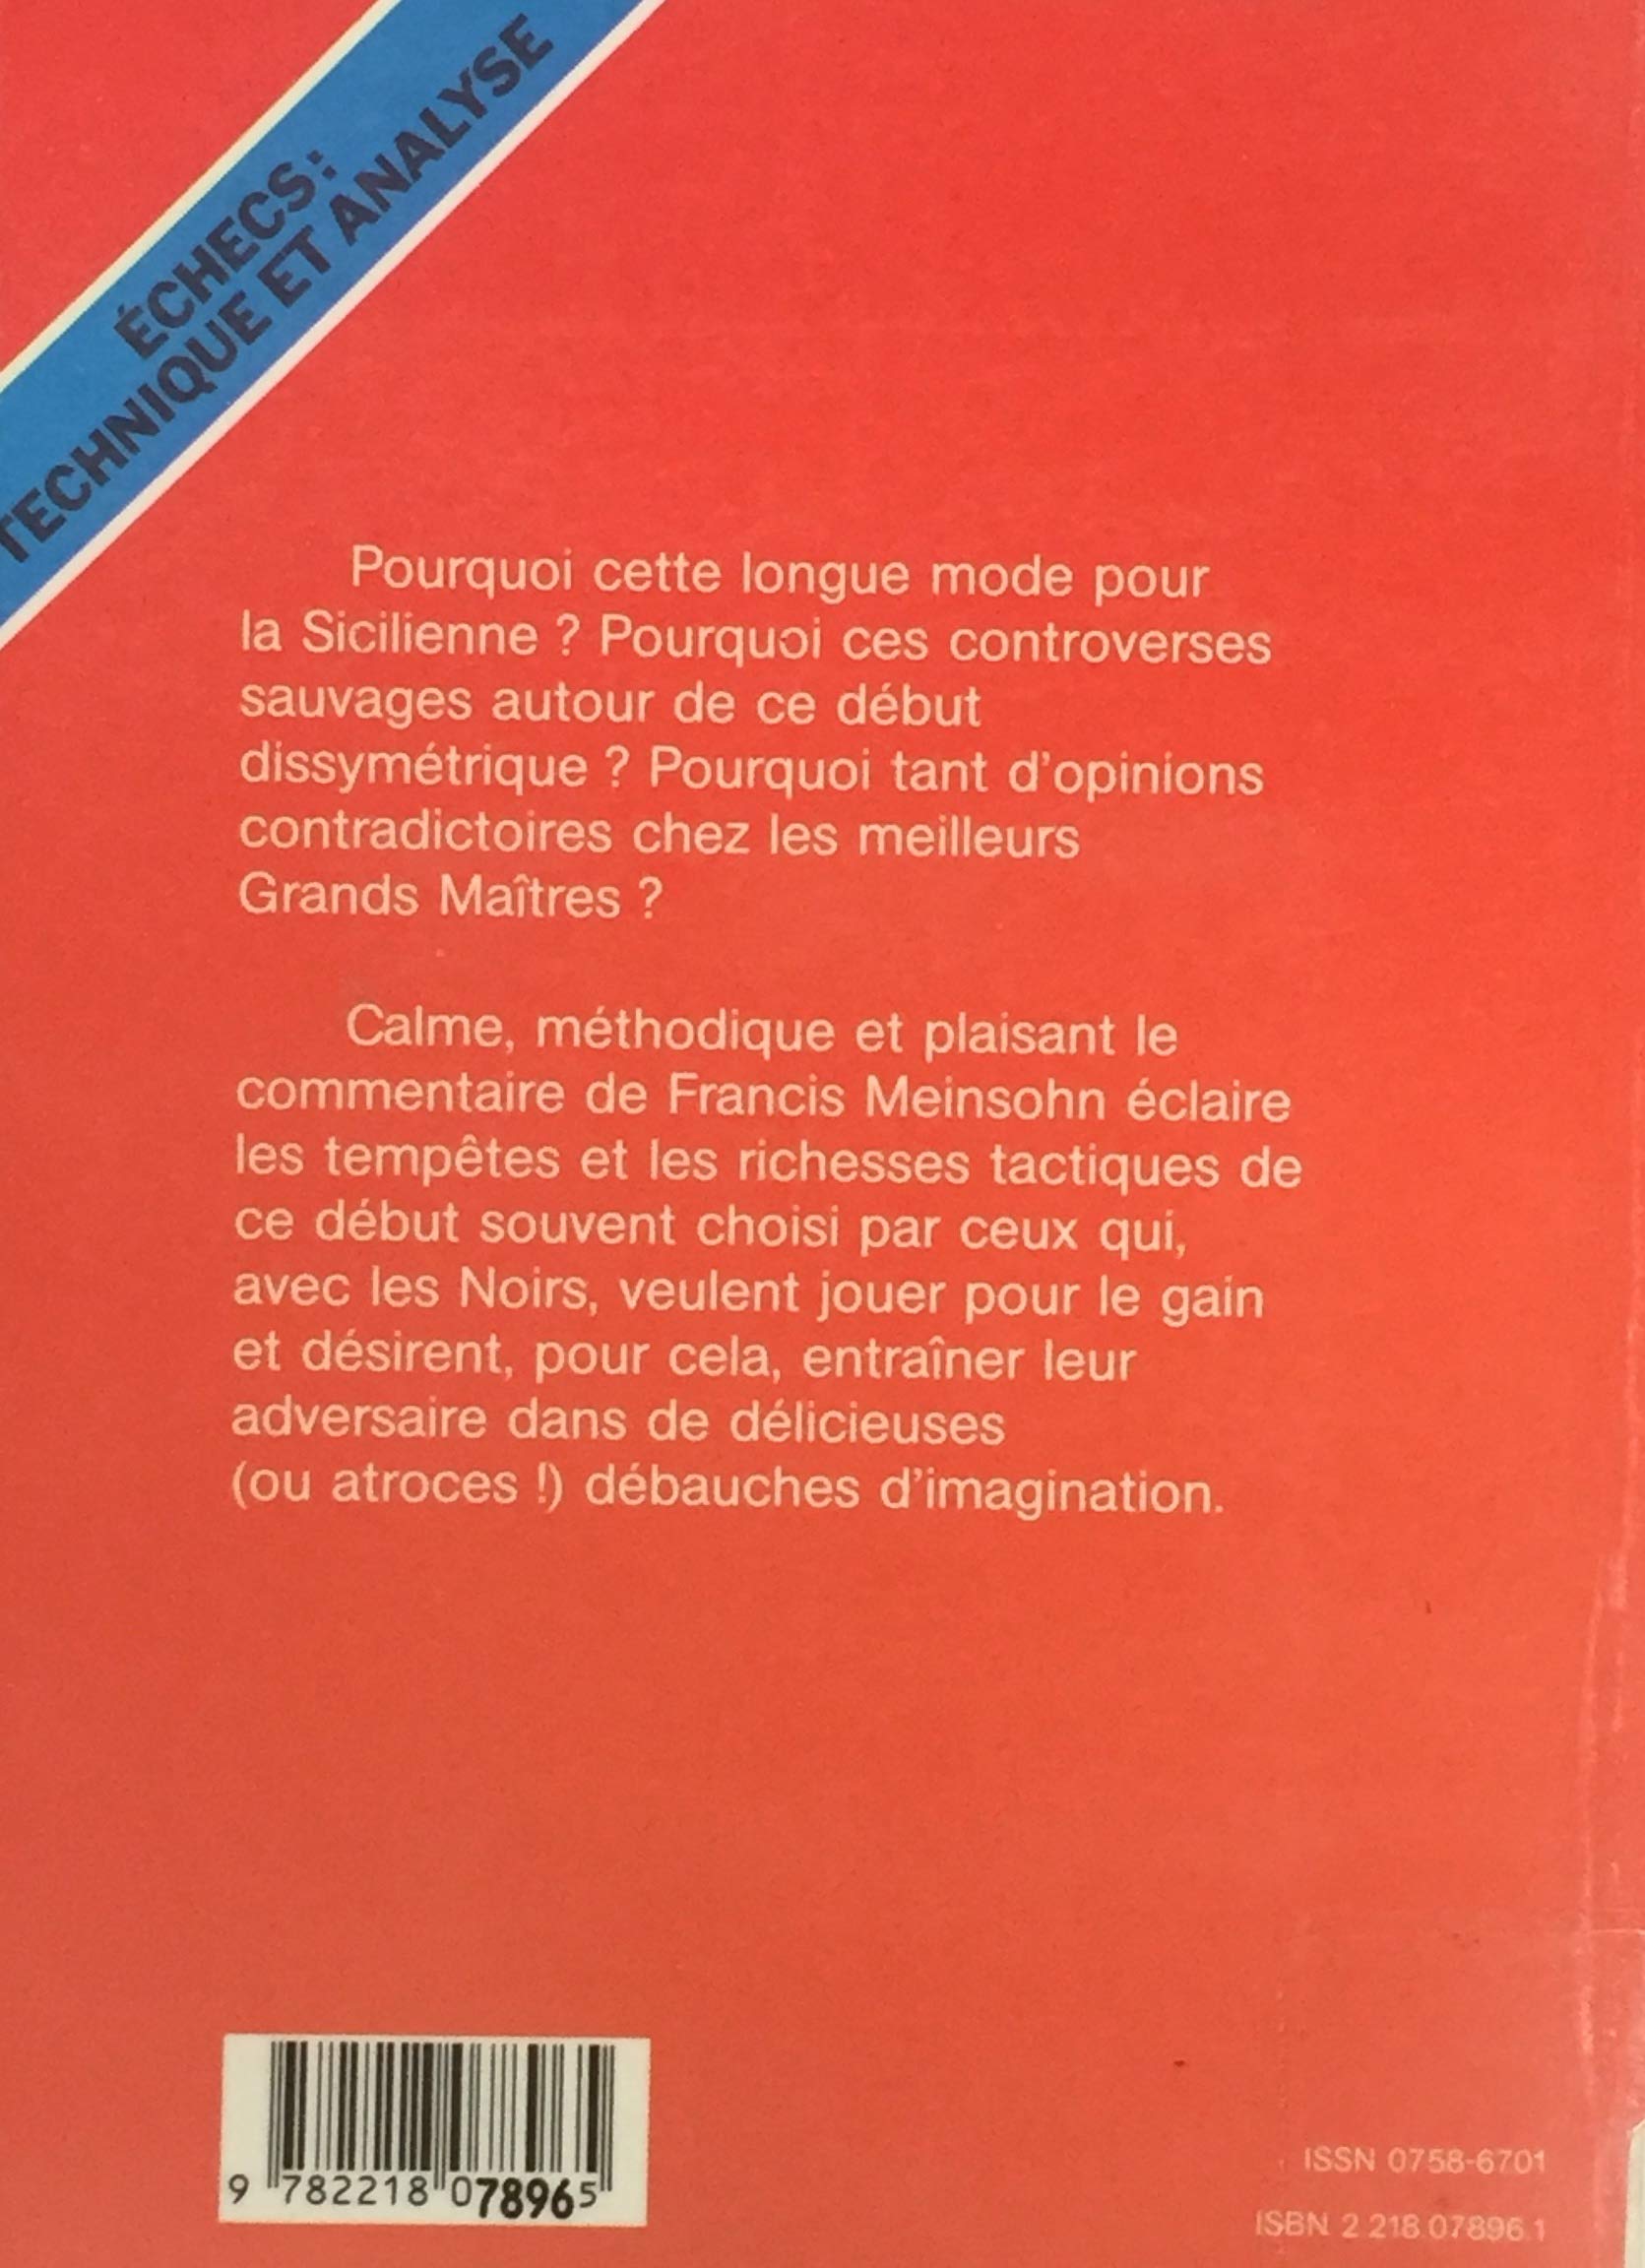 ÉCHECS:
TECHNIQUE ET ANALYSE
Pourquoi cette longue mode pour
la Sicilienne ? Pourquoi ces controverses
sauvages autour de ce début
dissymétrique ? Pourquoi tant d'opinions
contradictoires chez les meilleurs
Grands Maîtres ?
Calme, méthodique et plaisant le
commentaire de Francis Meinsohn éclaire
les tempêtes et les richesses tactiques de
ce début souvent choisi par ceux qui,
avec les Noirs, veulent jouer pour le gain
et désirent, pour cela, entraîner leur
adversaire dans de délicieuses
(ou atroces !) débauches d'imagination.
9 782218 078965
ISSN 0758-6701
ISBN 2 218 07896 1